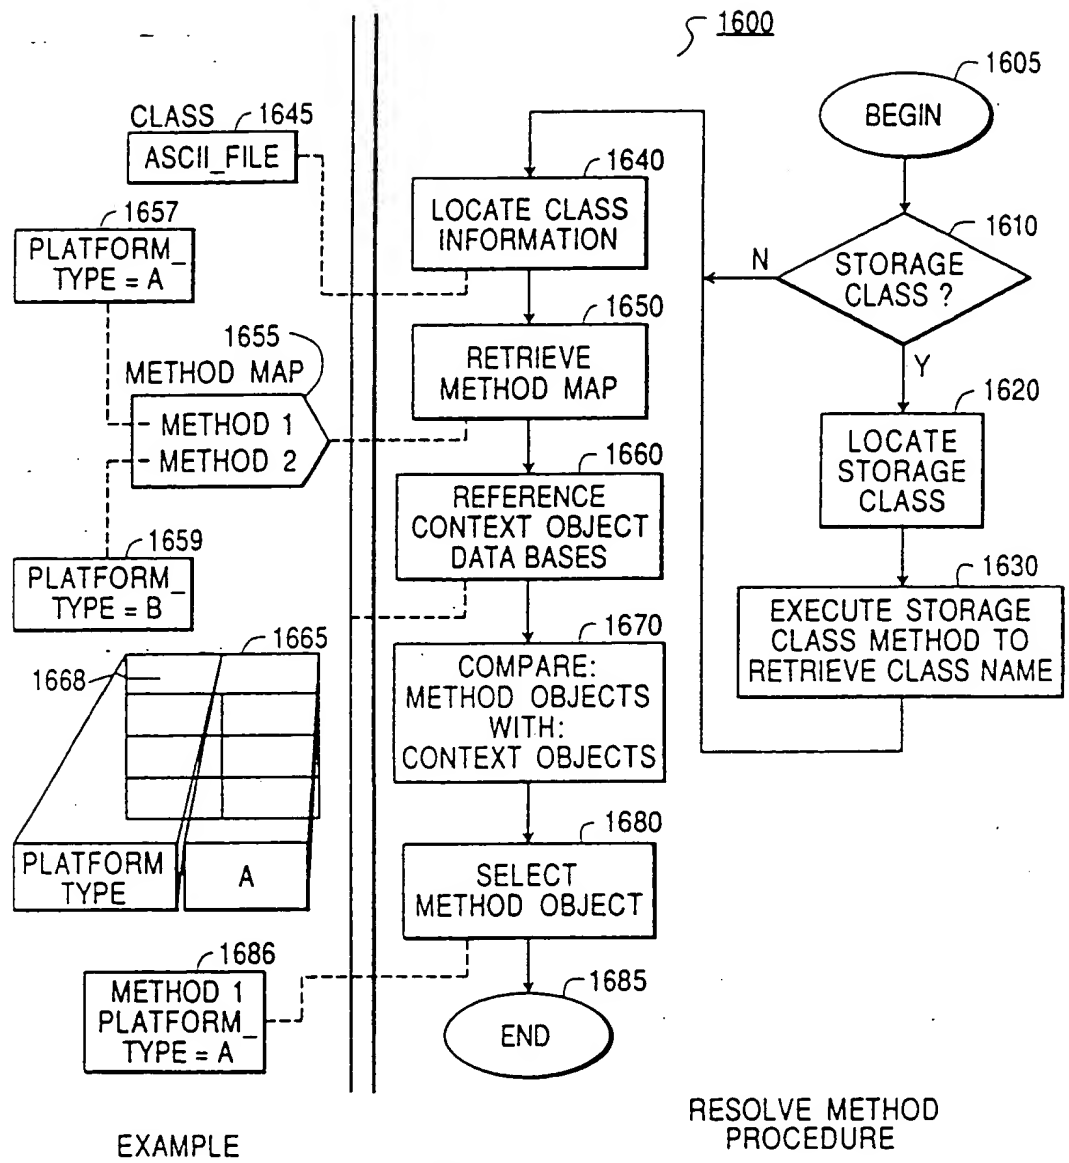 1600
1605
BEGIN
CLASS
1645
ASCII_FILE
1640
LOCATE CLASS
INFORMATION
1610
STORAGE
CLASS ?
N
Y
1657
PLATFORM_
TYPE = A
1650
RETRIEVE
METHOD MAP
1655
METHOD MAP
METHOD 1
METHOD 2
1620
LOCATE
STORAGE
CLASS
1660
REFERENCE
CONTEXT OBJECT
DATA BASES
1659
PLATFORM_
TYPE = B
1630
EXECUTE STORAGE
CLASS METHOD TO
RETRIEVE CLASS NAME
1665
1668
1670
COMPARE:
METHOD OBJECTS
WITH:
CONTEXT OBJECTS
PLATFORM
TYPE
A
1680
SELECT
METHOD OBJECT
1686
METHOD 1
PLATFORM_
TYPE = A
1685
END
EXAMPLE
RESOLVE METHOD
PROCEDURE